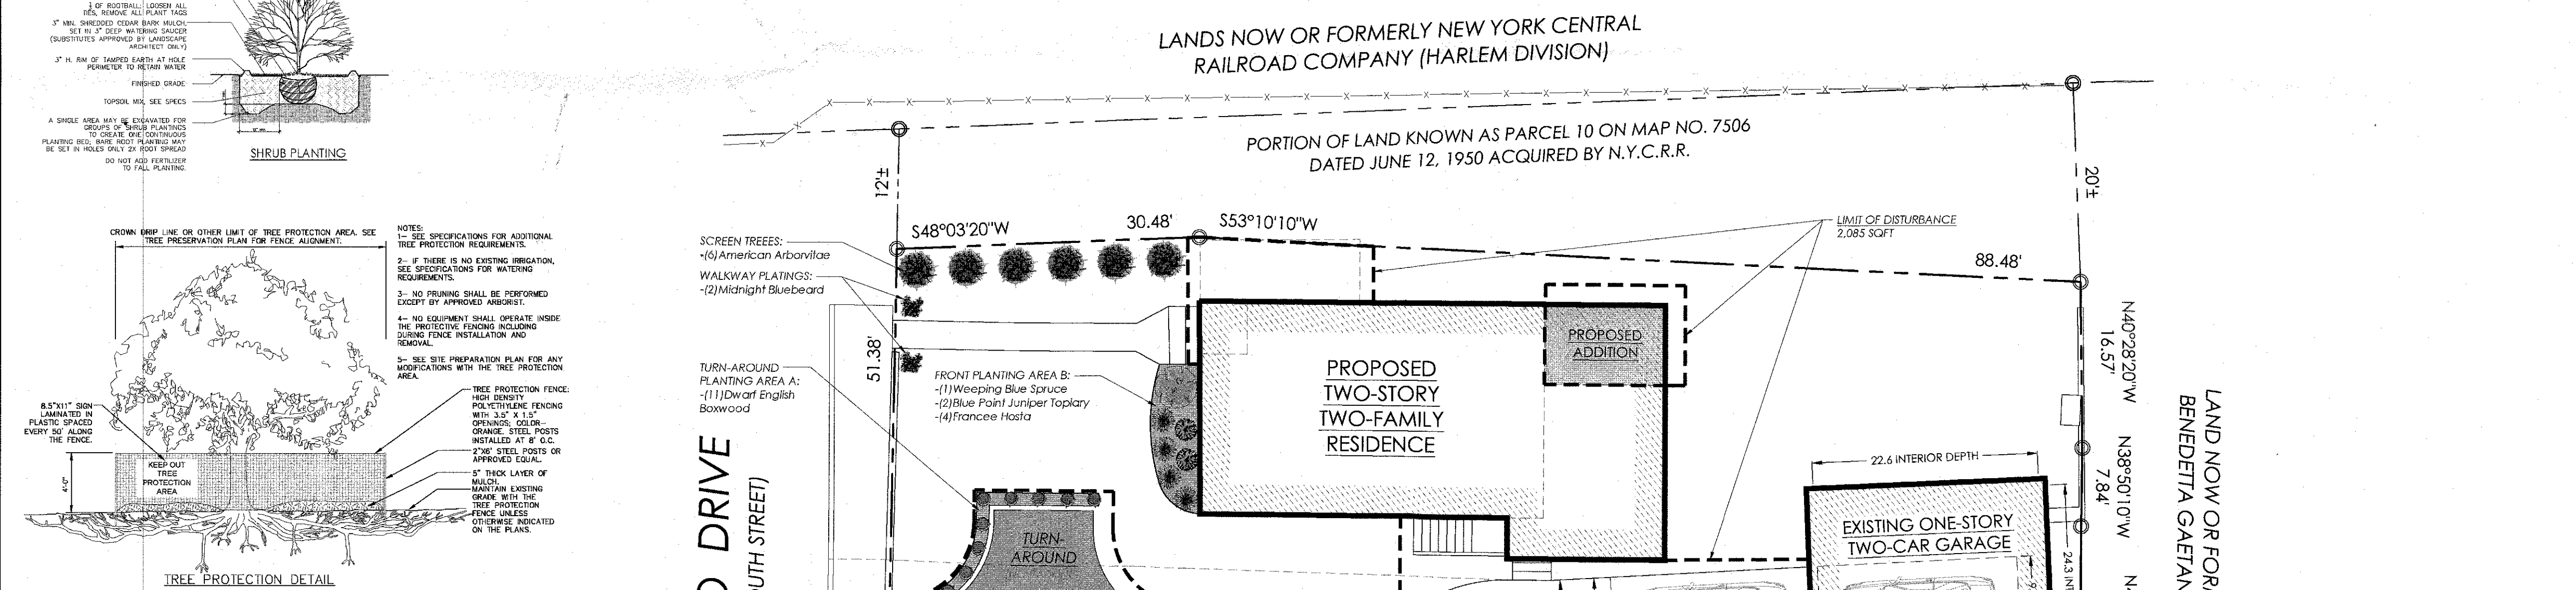 ⅓ OF ROOTBALL, LOOSEN ALL
TIES, REMOVE ALL PLANT TAGS
3" MIN. SHREDDED CEDAR BARK MULCH,
SET IN 3" DEEP WATERING SAUCER
(SUBSTITUTES APPROVED BY LANDSCAPE
ARCHITECT ONLY)
3" H. RIM OF TAMPED EARTH AT HOLE
PERIMETER TO RETAIN WATER
FINISHED GRADE
TOPSOIL MIX, SEE SPECS
A SINGLE AREA MAY BE EXCAVATED FOR
GROUPS OF SHRUB PLANTINGS
TO CREATE ONE CONTINUOUS
PLANTING BED; BARE ROOT PLANTING MAY
BE SET IN HOLES ONLY 2X ROOT SPREAD
DO NOT ADD FERTILIZER
TO FALL PLANTING.
SHRUB PLANTING
CROWN DRIP LINE OR OTHER LIMIT OF TREE PROTECTION AREA. SEE
TREE PRESERVATION PLAN FOR FENCE ALIGNMENT.
NOTES:
1- SEE SPECIFICATIONS FOR ADDITIONAL
TREE PROTECTION REQUIREMENTS.
2- IF THERE IS NO EXISTING IRRIGATION,
SEE SPECIFICATIONS FOR WATERING
REQUIREMENTS.
3- NO PRUNING SHALL BE PERFORMED
EXCEPT BY APPROVED ARBORIST.
4- NO EQUIPMENT SHALL OPERATE INSIDE
THE PROTECTIVE FENCING INCLUDING
DURING FENCE INSTALLATION AND
REMOVAL.
5- SEE SITE PREPARATION PLAN FOR ANY
MODIFICATIONS WITH THE TREE PROTECTION
AREA.
8.5"X11" SIGN
LAMINATED IN
PLASTIC SPACED
EVERY 50' ALONG
THE FENCE.
TREE PROTECTION FENCE:
HIGH DENSITY
POLYETHYLENE FENCING
WITH 3.5" X 1.5"
OPENINGS; COLOR-
ORANGE. STEEL POSTS
INSTALLED AT 8' O.C.
2"X6' STEEL POSTS OR
APPROVED EQUAL.
5" THICK LAYER OF
MULCH.
MAINTAIN EXISTING
GRADE WITH THE
TREE PROTECTION
FENCE UNLESS
OTHERWISE INDICATED
ON THE PLANS.
KEEP OUT
TREE
PROTECTION
AREA
4'-0"
TREE PROTECTION DETAIL
LANDS NOW OR FORMERLY NEW YORK CENTRAL
RAILROAD COMPANY (HARLEM DIVISION)
PORTION OF LAND KNOWN AS PARCEL 10 ON MAP NO. 7506
DATED JUNE 12, 1950 ACQUIRED BY N.Y.C.R.R.
12'±
20'±
S48°03'20"W
30.48'
S53°10'10"W
88.48'
LIMIT OF DISTURBANCE
2,085 SQFT
SCREEN TREEES:
-(6)American Arborvitae
WALKWAY PLATINGS:
-(2)Midnight Bluebeard
51.38'
TURN-AROUND
PLANTING AREA A:
-(11)Dwarf English
Boxwood
FRONT PLANTING AREA B:
-(1)Weeping Blue Spruce
-(2)Blue Point Juniper Topiary
-(4)Francee Hosta
PROPOSED
TWO-STORY
TWO-FAMILY
RESIDENCE
PROPOSED
ADDITION
TURN-
AROUND
DRIVE
UTH STREET)
22.6 INTERIOR DEPTH
EXISTING ONE-STORY
TWO-CAR GARAGE
24.3 INT
N40°28'20"W
16.57'
N38°50'10"W
7.84'
LAND NOW OR FOR
BENEDETTA GAETAN